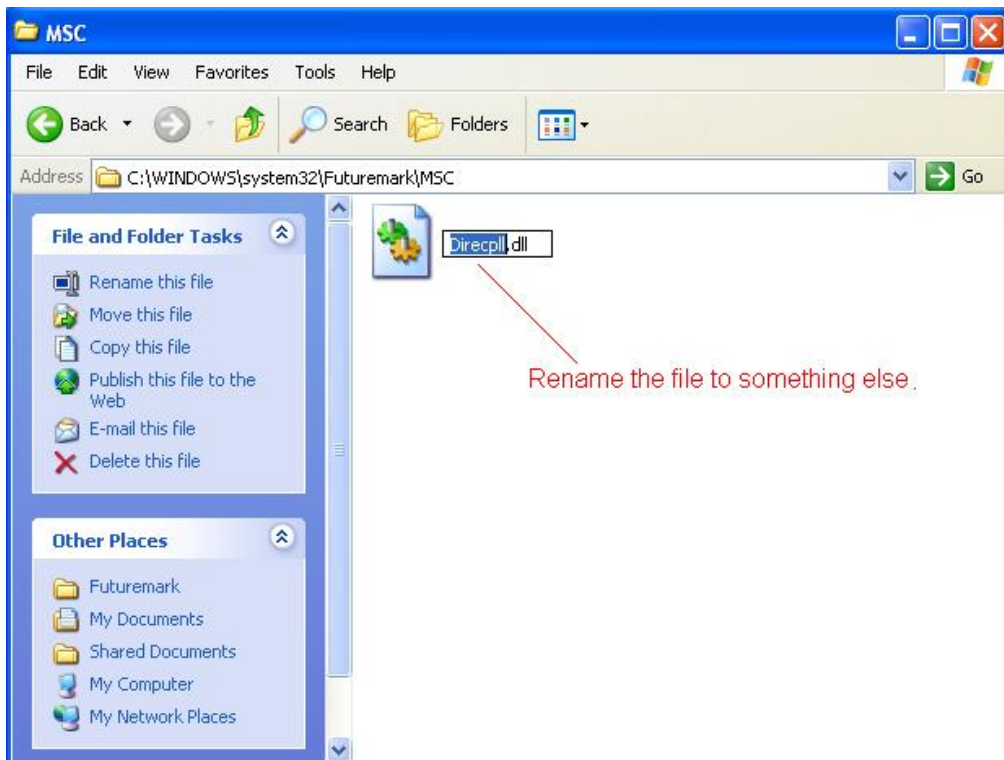 MSC
File Edit View Favorites Tools Help
Back Search Folders
Address C:\WINDOWS\system32\Futuremark\MSC Go
File and Folder Tasks
Rename this file
Move this file
Copy this file
Publish this file to the
Web
E-mail this file
Delete this file
Other Places
Futuremark
My Documents
Shared Documents
My Computer
My Network Places
Direcpll.dll
Rename the file to something else.